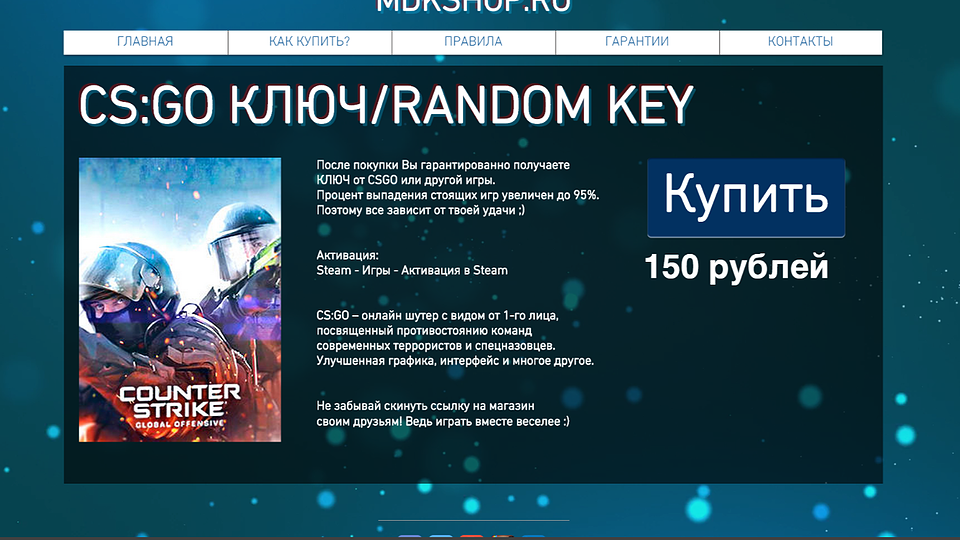 MDKSHOP.RU
ГЛАВНАЯ КАК КУПИТЬ? ПРАВИЛА ГАРАНТИИ КОНТАКТЫ
CS:GO КЛЮЧ/RANDOM KEY
После покупки Вы гарантированно получаете
КЛЮЧ от CSGO или другой игры.
Процент выпадения стоящих игр увеличен до 95%.
Поэтому все зависит от твоей удачи ;)
Активация:
Steam - Игры - Активация в Steam
CS:GO – онлайн шутер с видом от 1-го лица,
посвященный противостоянию команд
современных террористов и спецназовцев.
Улучшенная графика, интерфейс и многое другое.
Не забывай скинуть ссылку на магазин
своим друзьям! Ведь играть вместе веселее :)
Купить
150 рублей
COUNTER
STRIKE
GLOBAL OFFENSIVE